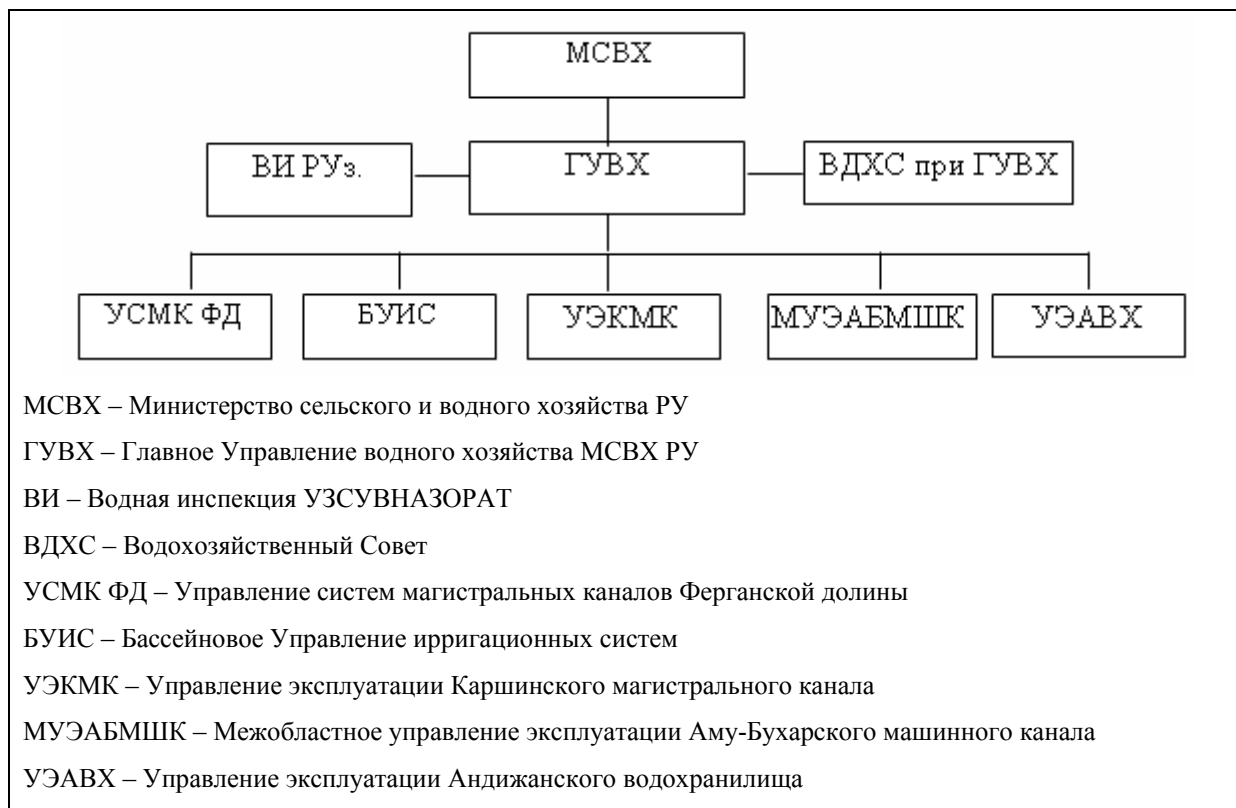 МСВХ
ВИ РУз.
ГУВХ
ВДХС при ГУВХ
УСМК ФД
БУИС
УЭКМК
МУЭАБМШК
УЭАВХ
МСВХ – Министерство сельского и водного хозяйства РУ
ГУВХ – Главное Управление водного хозяйства МСВХ РУ
ВИ – Водная инспекция УЗСУВНАЗОРАТ
ВДХС – Водохозяйственный Совет
УСМК ФД – Управление систем магистральных каналов Ферганской долины
БУИС – Бассейновое Управление ирригационных систем
УЭКМК – Управление эксплуатации Каршинского магистрального канала
МУЭАБМШК – Межобластное управление эксплуатации Аму-Бухарского машинного канала
УЭАВХ – Управление эксплуатации Андижанского водохранилища